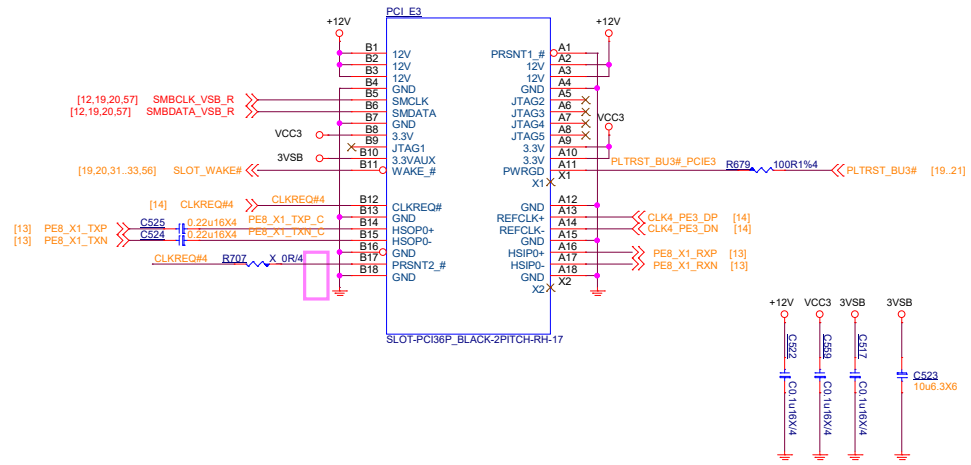 PCI_E3
+12V
+12V
B1 12V PRSNT1_# A1
B2 12V 12V A2
B3 12V 12V A3
B4 GND GND A4
[12,19,20,57] SMBCLK_VSB_R B5 SMCLK JTAG2 A5
[12,19,20,57] SMBDATA_VSB_R B6 SMDATA JTAG3 A6
B7 GND JTAG4 A7
VCC3 B8 3.3V JTAG5 A8 VCC3
B9 JTAG1 3.3V A9
3VSB B10 3.3VAUX 3.3V A10
[19,20,31..33,56] SLOT_WAKE# B11 WAKE_# PWRGD A11 PLTRST_BU3#_PCIE3 R679 100R1%4 PLTRST_BU3# [19..21]
X1 X1
[14] CLKREQ#4 B12 CLKREQ# GND A12
B13 GND REFCLK+ A13 CLK4_PE3_DP [14]
[13] PE8_X1_TXP C525 0.22u16X4 PE8_X1_TXP_C B14 HSOP0+ REFCLK- A14 CLK4_PE3_DN [14]
[13] PE8_X1_TXN C524 0.22u16X4 PE8_X1_TXN_C B15 HSOP0- GND A15
B16 GND HSIP0+ A16 PE8_X1_RXP [13]
CLKREQ#4 R707 X_0R/4 B17 PRSNT2_# HSIP0- A17 PE8_X1_RXN [13]
B18 GND GND A18
X2 X2
SLOT-PCI36P_BLACK-2PITCH-RH-17
+12V VCC3 3VSB 3VSB
C522 C559 C517 C523
C0.1u16X/4 C0.1u16X/4 C0.1u16X/4 10u6.3X6